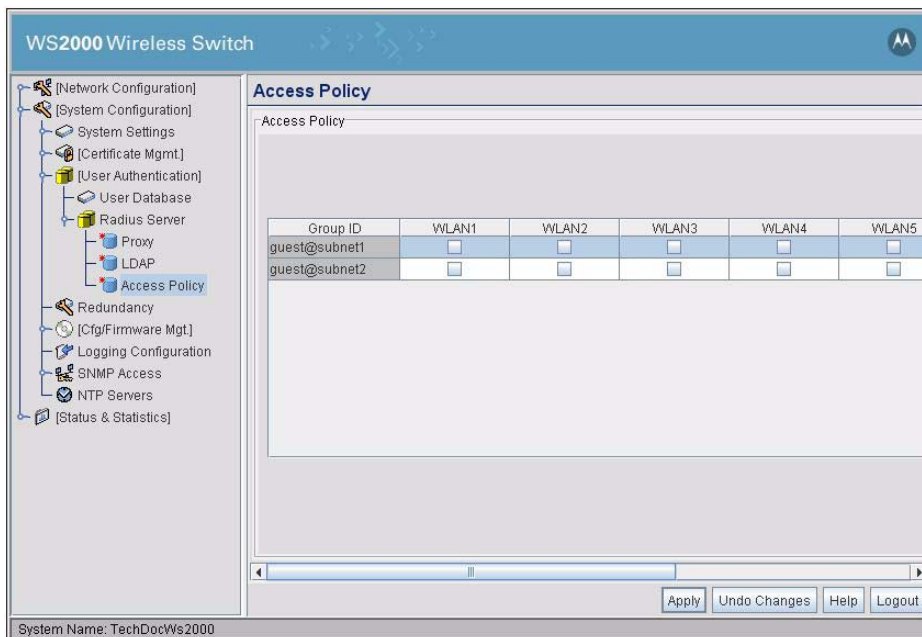 WS2000 Wireless Switch
[Network Configuration]
[System Configuration]
System Settings
[Certificate Mgmt.]
[User Authentication]
User Database
Radius Server
Proxy
LDAP
Access Policy
Redundancy
[Cfg/Firmware Mgt.]
Logging Configuration
SNMP Access
NTP Servers
[Status & Statistics]
Access Policy
Access Policy
Group ID WLAN1 WLAN2 WLAN3 WLAN4 WLAN5
guest@subnet1
guest@subnet2
Apply Undo Changes Help Logout
System Name: TechDocWs2000